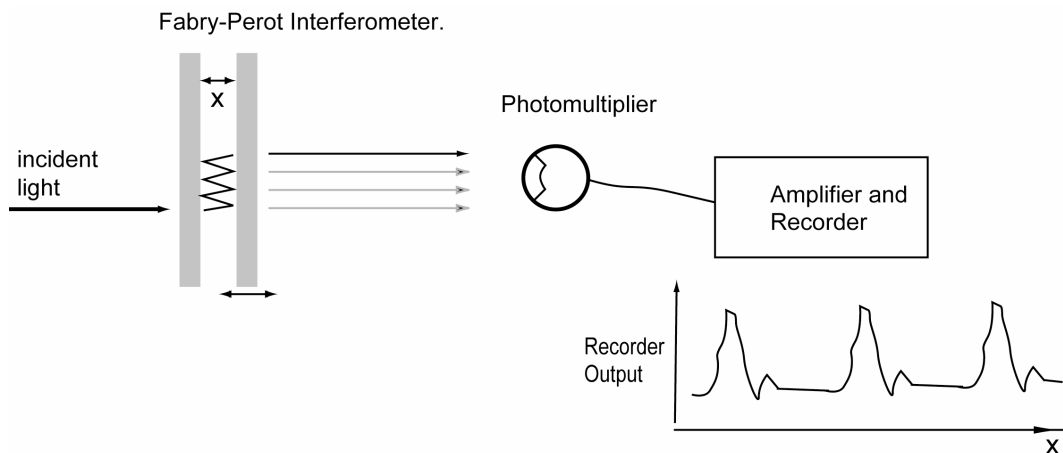 Fabry-Perot Interferometer.
X
Photomultiplier
incident
light
Amplifier and
Recorder
Recorder
Output
X